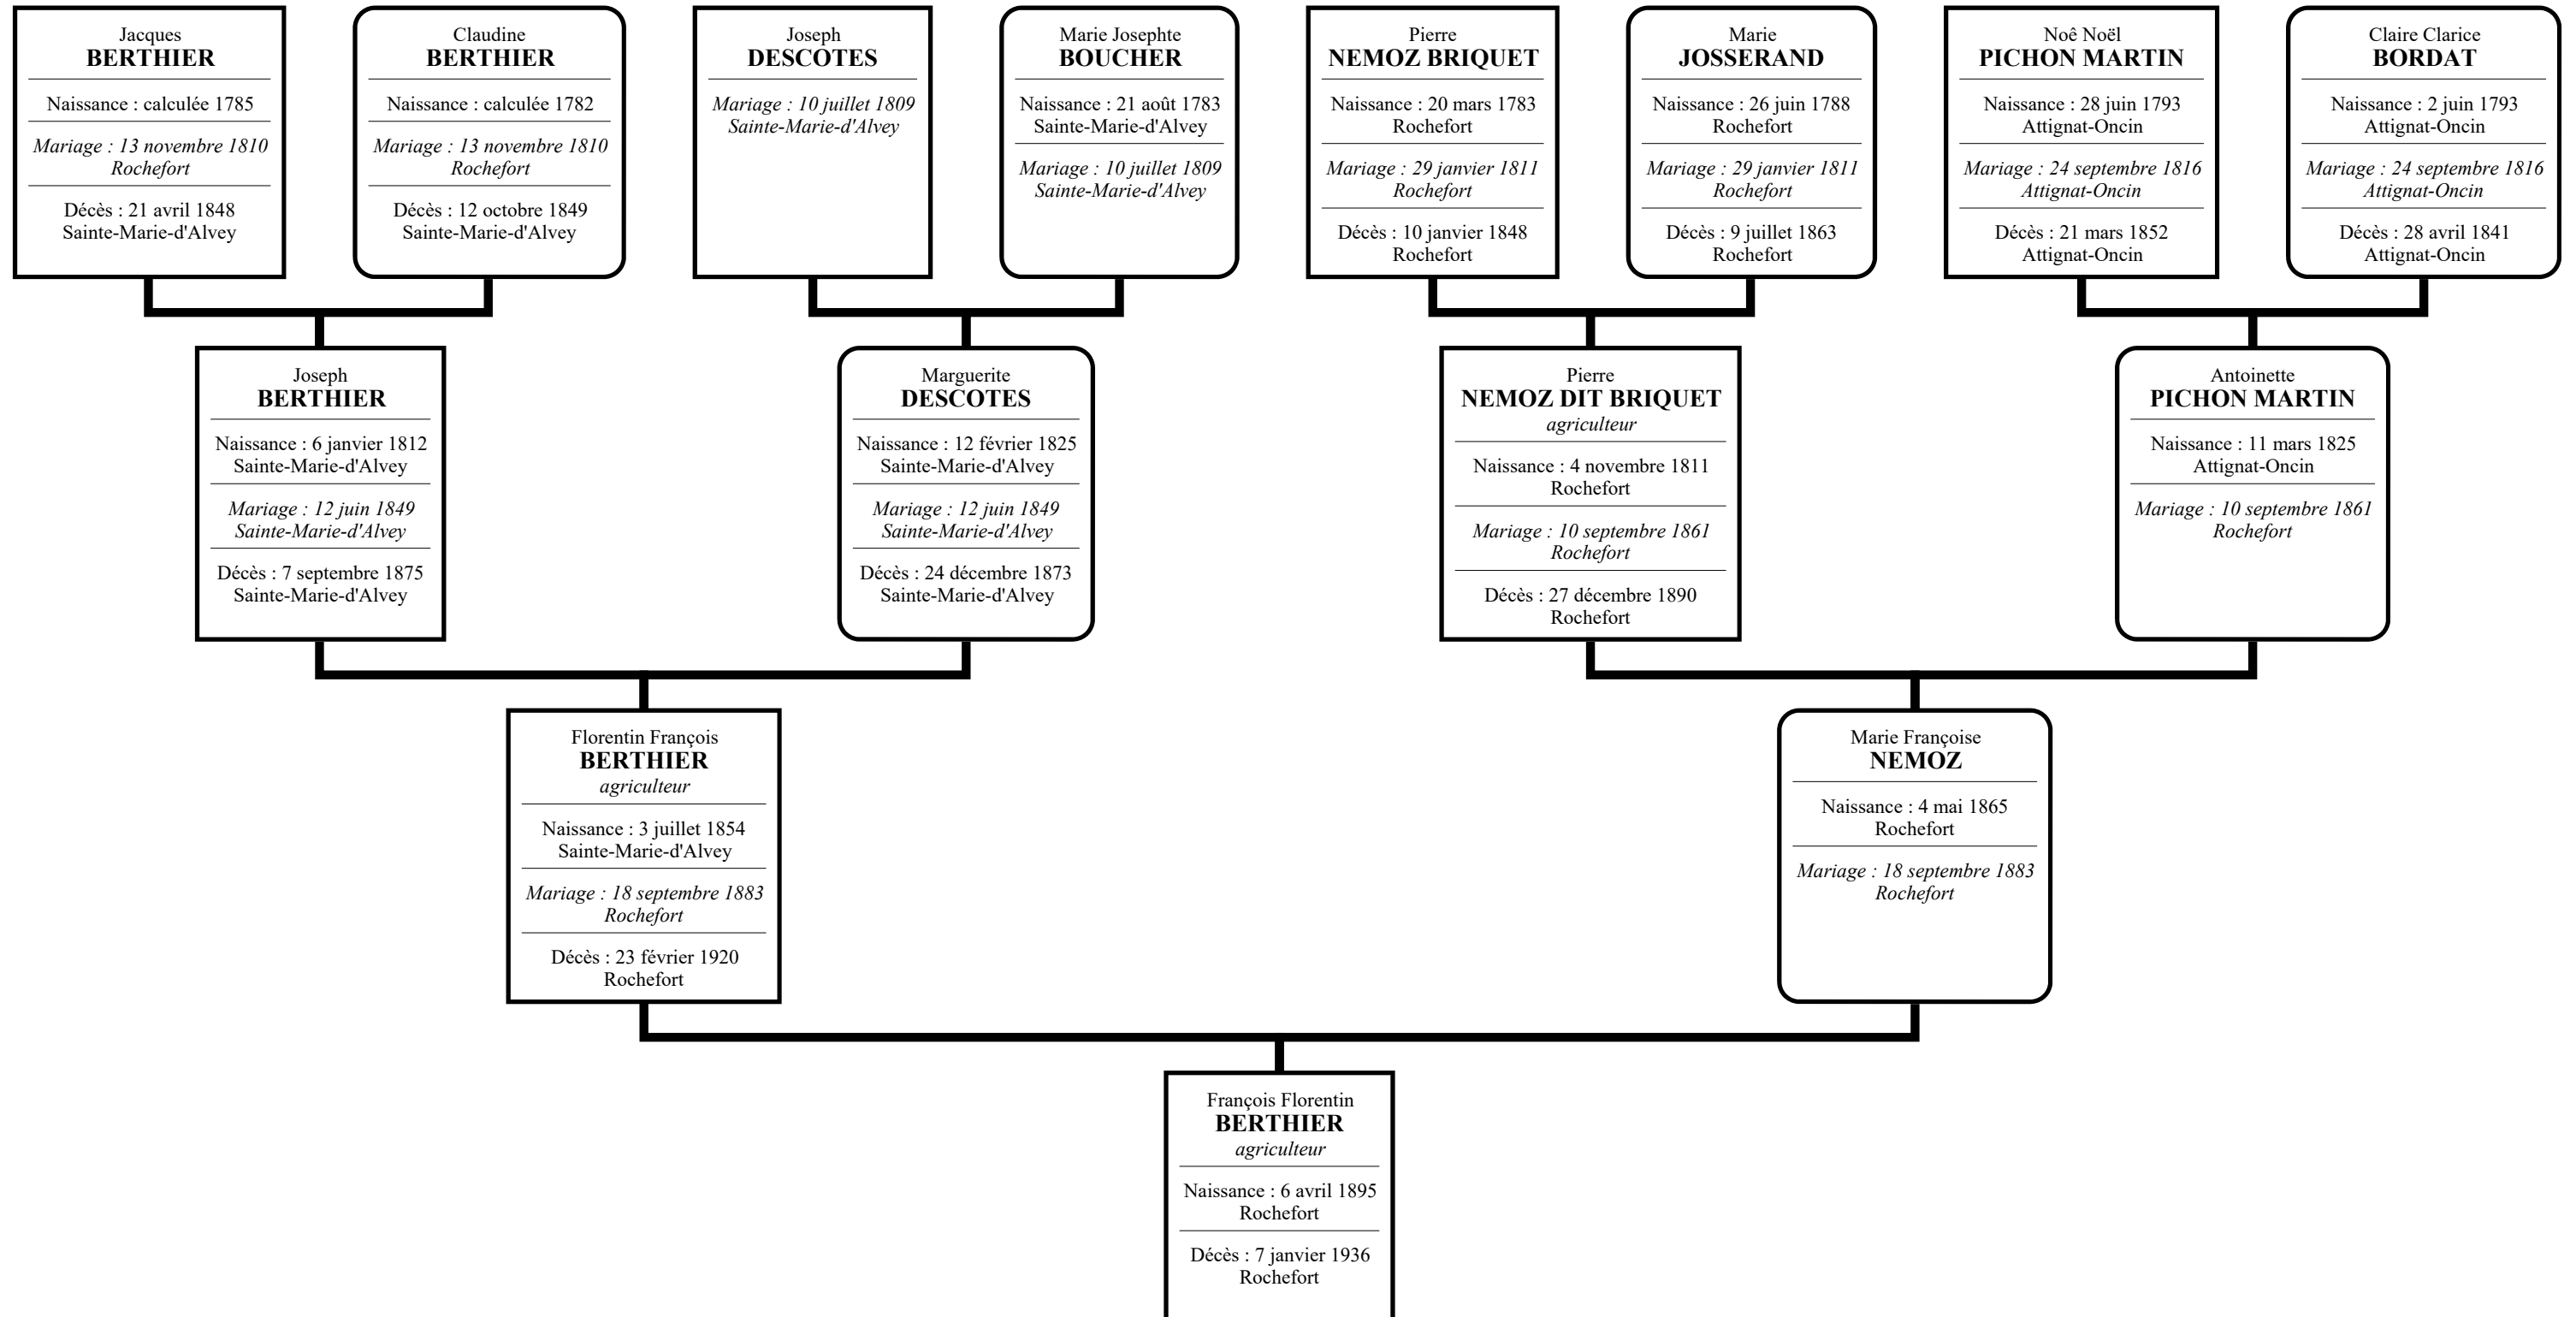 Jacques
BERTHIER
Naissance : calculée 1785
Mariage : 13 novembre 1810
Rochefort
Décès : 21 avril 1848
Sainte-Marie-d'Alvey
Claudine
BERTHIER
Naissance : calculée 1782
Mariage : 13 novembre 1810
Rochefort
Décès : 12 octobre 1849
Sainte-Marie-d'Alvey
Joseph
DESCOTES
Mariage : 10 juillet 1809
Sainte-Marie-d'Alvey
Marie Josephte
BOUCHER
Naissance : 21 août 1783
Sainte-Marie-d'Alvey
Mariage : 10 juillet 1809
Sainte-Marie-d'Alvey
Pierre
NEMOZ BRIQUET
Naissance : 20 mars 1783
Rochefort
Mariage : 29 janvier 1811
Rochefort
Décès : 10 janvier 1848
Rochefort
Marie
JOSSERAND
Naissance : 26 juin 1788
Rochefort
Mariage : 29 janvier 1811
Rochefort
Décès : 9 juillet 1863
Rochefort
Noê Noël
PICHON MARTIN
Naissance : 28 juin 1793
Attignat-Oncin
Mariage : 24 septembre 1816
Attignat-Oncin
Décès : 21 mars 1852
Attignat-Oncin
Claire Clarice
BORDAT
Naissance : 2 juin 1793
Attignat-Oncin
Mariage : 24 septembre 1816
Attignat-Oncin
Décès : 28 avril 1841
Attignat-Oncin
Joseph
BERTHIER
Naissance : 6 janvier 1812
Sainte-Marie-d'Alvey
Mariage : 12 juin 1849
Sainte-Marie-d'Alvey
Décès : 7 septembre 1875
Sainte-Marie-d'Alvey
Marguerite
DESCOTES
Naissance : 12 février 1825
Sainte-Marie-d'Alvey
Mariage : 12 juin 1849
Sainte-Marie-d'Alvey
Décès : 24 décembre 1873
Sainte-Marie-d'Alvey
Pierre
NEMOZ DIT BRIQUET
agriculteur
Naissance : 4 novembre 1811
Rochefort
Mariage : 10 septembre 1861
Rochefort
Décès : 27 décembre 1890
Rochefort
Antoinette
PICHON MARTIN
Naissance : 11 mars 1825
Attignat-Oncin
Mariage : 10 septembre 1861
Rochefort
Florentin François
BERTHIER
agriculteur
Naissance : 3 juillet 1854
Sainte-Marie-d'Alvey
Mariage : 18 septembre 1883
Rochefort
Décès : 23 février 1920
Rochefort
Marie Françoise
NEMOZ
Naissance : 4 mai 1865
Rochefort
Mariage : 18 septembre 1883
Rochefort
François Florentin
BERTHIER
agriculteur
Naissance : 6 avril 1895
Rochefort
Décès : 7 janvier 1936
Rochefort